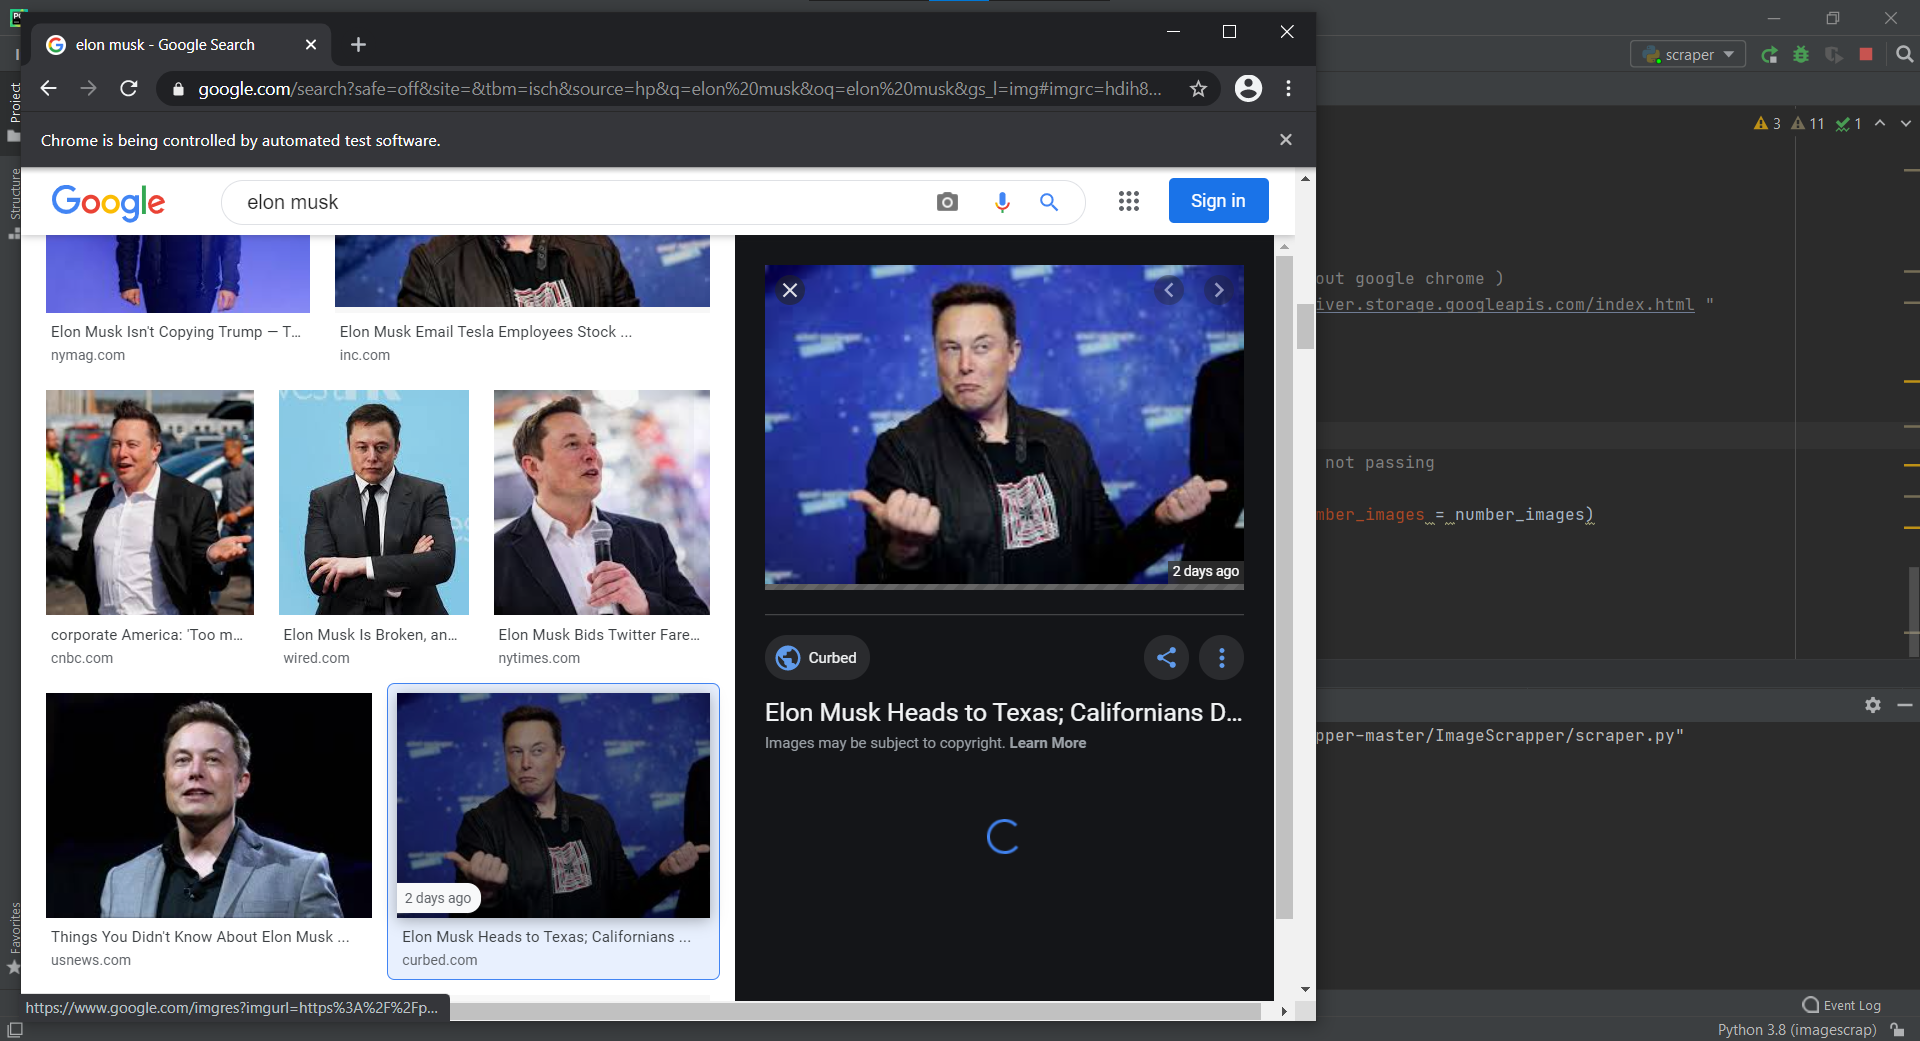 elon musk - Google Search
google.com/search?safe=off&site=&tbm=isch&source=hp&q=elon%20musk&oq=elon%20musk&gs_l=img#imgrc=hdih8...
Chrome is being controlled by automated test software.
Google
elon musk
Sign in
Elon Musk Isn't Copying Trump — T...
nymag.com
Elon Musk Email Tesla Employees Stock ...
inc.com
corporate America: 'Too m...
cnbc.com
Elon Musk Is Broken, an...
wired.com
Elon Musk Bids Twitter Fare...
nytimes.com
Things You Didn't Know About Elon Musk ...
usnews.com
2 days ago
Elon Musk Heads to Texas; Californians ...
curbed.com
2 days ago
Curbed
Elon Musk Heads to Texas; Californians D...
Images may be subject to copyright. Learn More
https://www.google.com/imgres?imgurl=https%3A%2F%2Fp...
Project
Structure
Favorites
scraper
3 11 1
out google chrome )
iver.storage.googleapis.com/index.html "
not passing
mber_images = number_images)
pper-master/ImageScrapper/scraper.py"
Event Log
Python 3.8 (imagescrap)